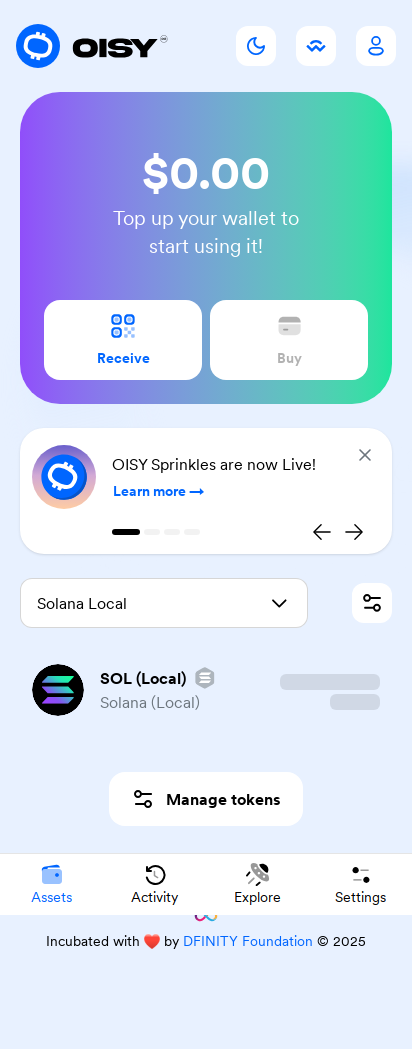 OISY
$0.00
Top up your wallet to
start using it!
Receive
Buy
OISY Sprinkles are now Live!
Learn more
Solana Local
SOL (Local)
Solana (Local)
Manage tokens
Assets
Activity
Explore
Settings
Incubated with ❤️ by DFINITY Foundation © 2025